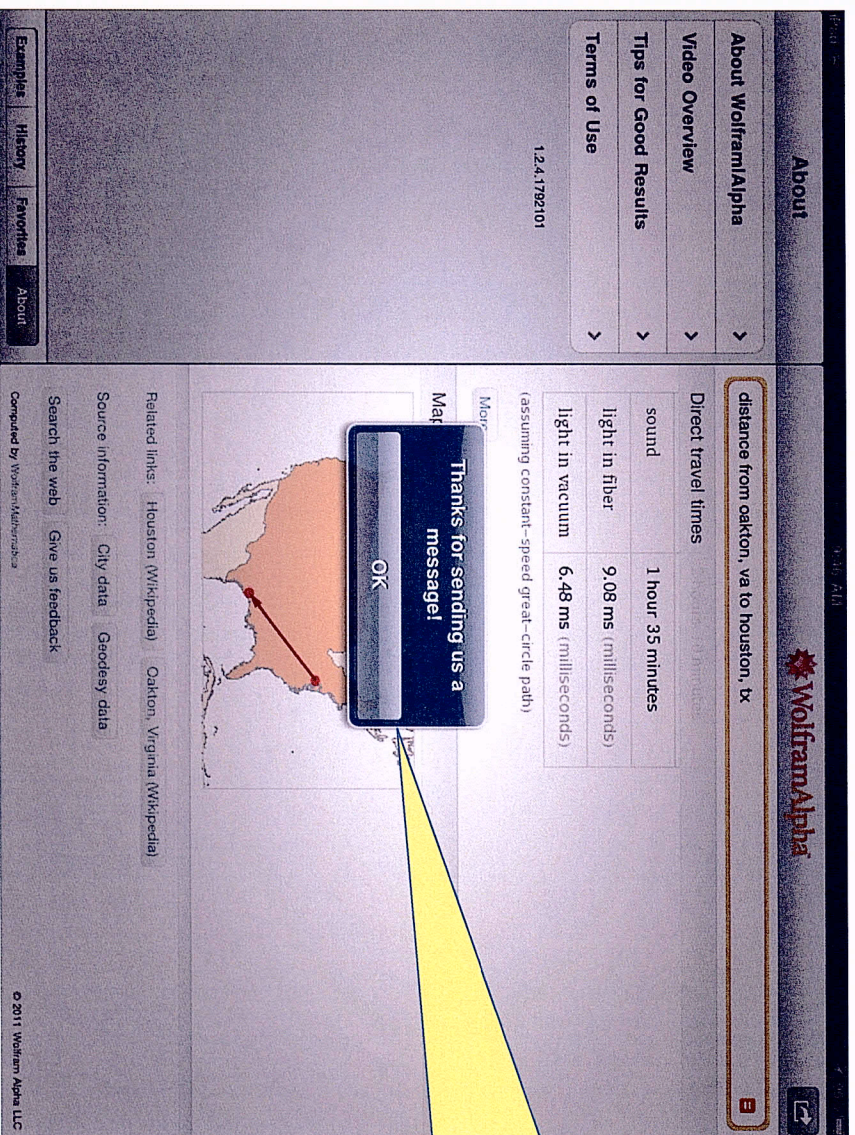 About
WolframAlpha
About Wolfram|Alpha
Video Overview
Tips for Good Results
Terms of Use
1.2.4.1792101
distance from oakton, va to houston, tx
=
Direct travel times
sound 1 hour 35 minutes
light in fiber 9.08 ms (milliseconds)
light in vacuum 6.48 ms (milliseconds)
(assuming constant-speed great-circle path)
More
Map
Thanks for sending us a
message!
OK
Related links: Houston (Wikipedia) Oakton, Virginia (Wikipedia)
Source information: City data Geodesy data
Search the web Give us feedback
Computed by Wolfram Mathematica
© 2011 Wolfram Alpha LLC
Examples History Favorites About